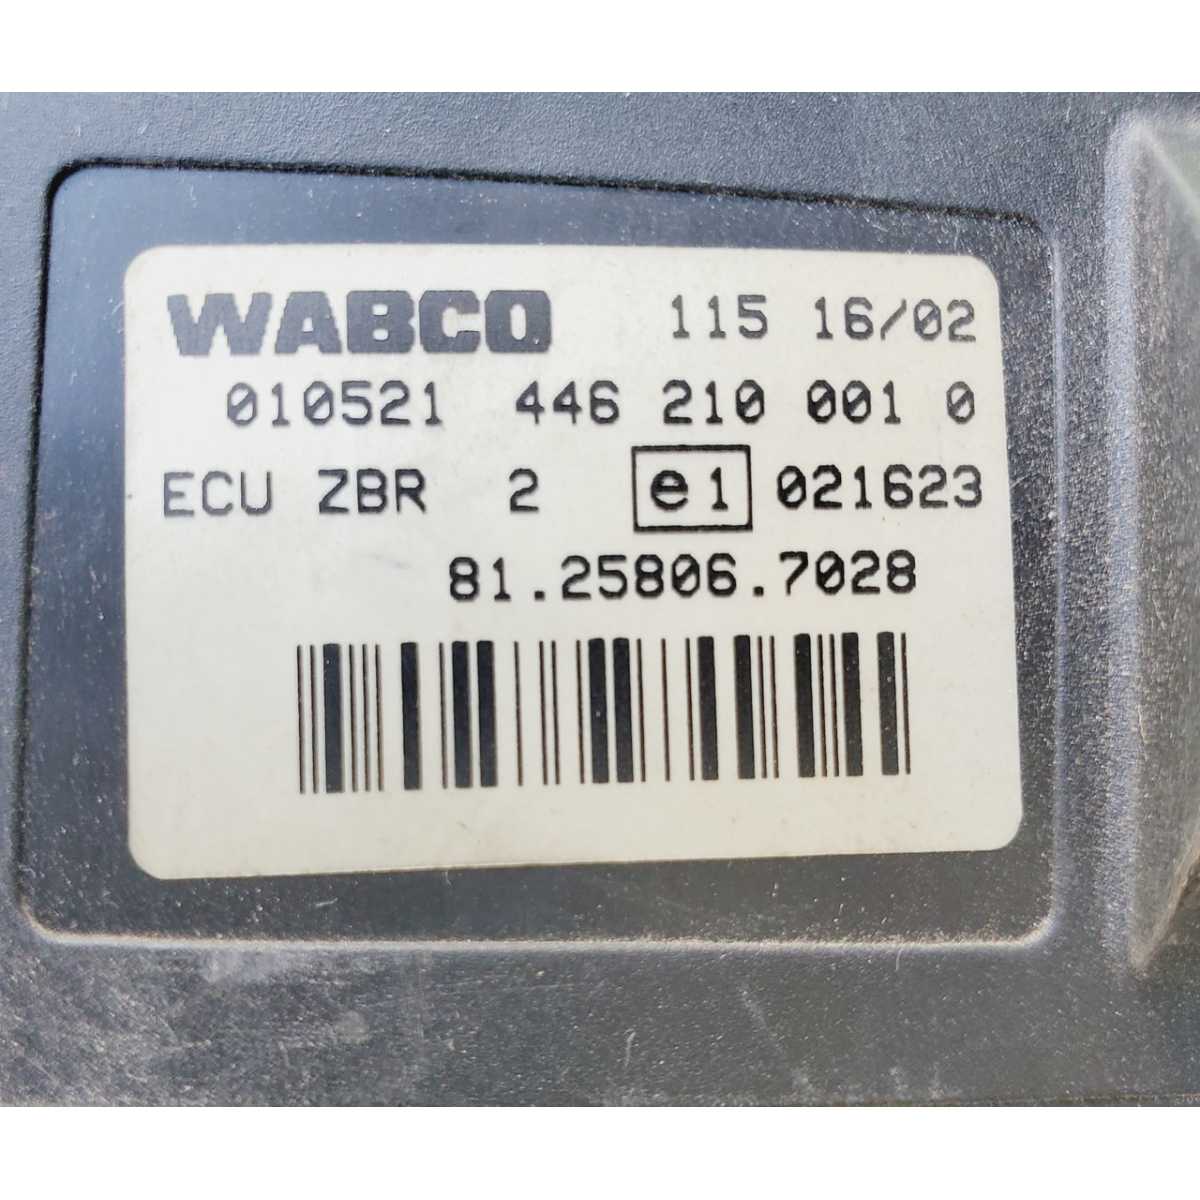 WABCO 115 16/02
010521 446 210 001 0
ECU ZBR 2 e1 021623
81.25806.7028